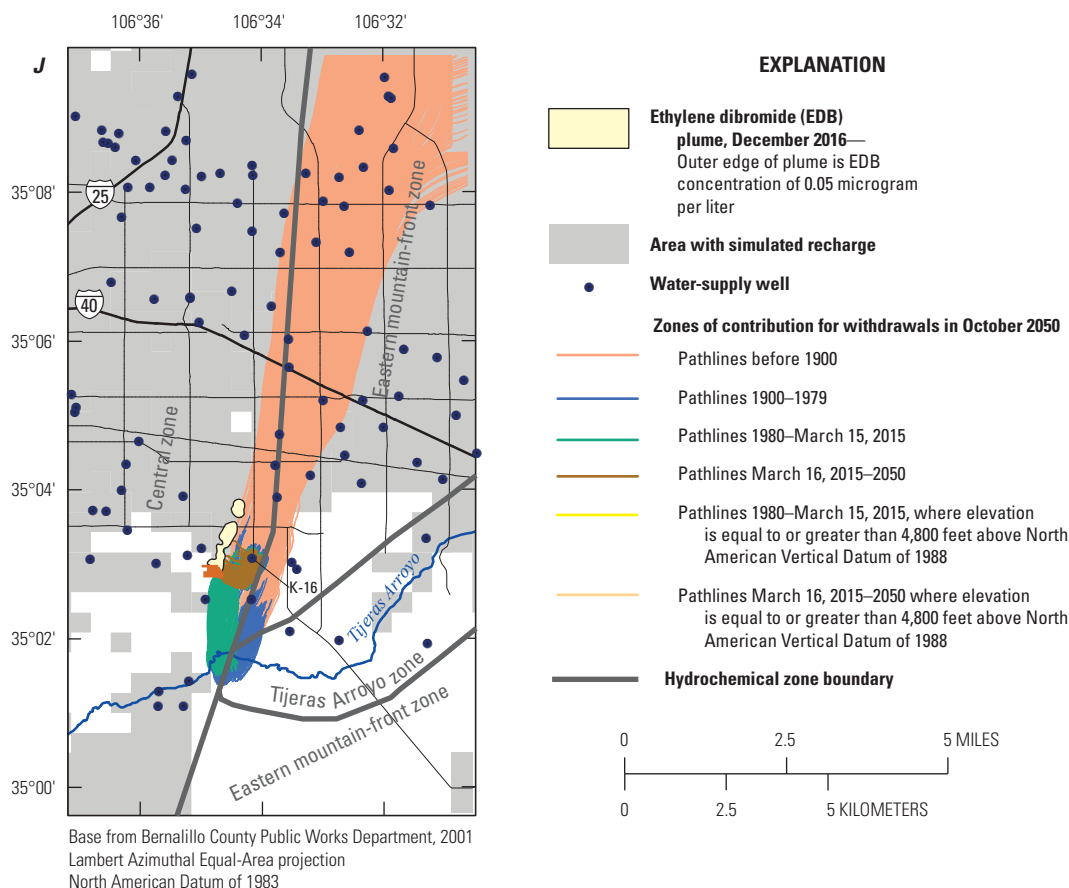 J
106°36'
106°34'
106°32'
35°08'
35°06'
35°04'
35°02'
35°00'
25
40
Eastern mountain-front zone
Central zone
K-16
Tijeras Arroyo
Tijeras Arroyo zone
Eastern mountain-front zone
Base from Bernalillo County Public Works Department, 2001
Lambert Azimuthal Equal-Area projection
North American Datum of 1983
EXPLANATION
Ethylene dibromide (EDB)
plume, December 2016—
Outer edge of plume is EDB
concentration of 0.05 microgram
per liter
Area with simulated recharge
Water-supply well
Zones of contribution for withdrawals in October 2050
Pathlines before 1900
Pathlines 1900–1979
Pathlines 1980–March 15, 2015
Pathlines March 16, 2015–2050
Pathlines 1980–March 15, 2015, where elevation
is equal to or greater than 4,800 feet above North
American Vertical Datum of 1988
Pathlines March 16, 2015–2050 where elevation
is equal to or greater than 4,800 feet above North
American Vertical Datum of 1988
Hydrochemical zone boundary
0 2.5 5 MILES
0 2.5 5 KILOMETERS